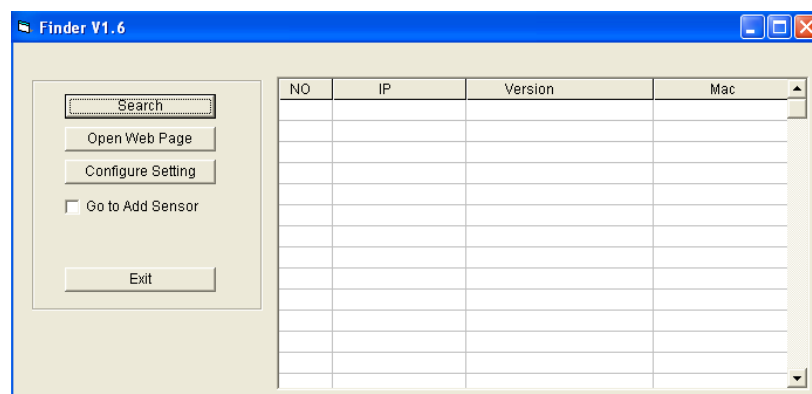 Finder V1.6
NO IP Version Mac
Search
Open Web Page
Configure Setting
Go to Add Sensor
Exit